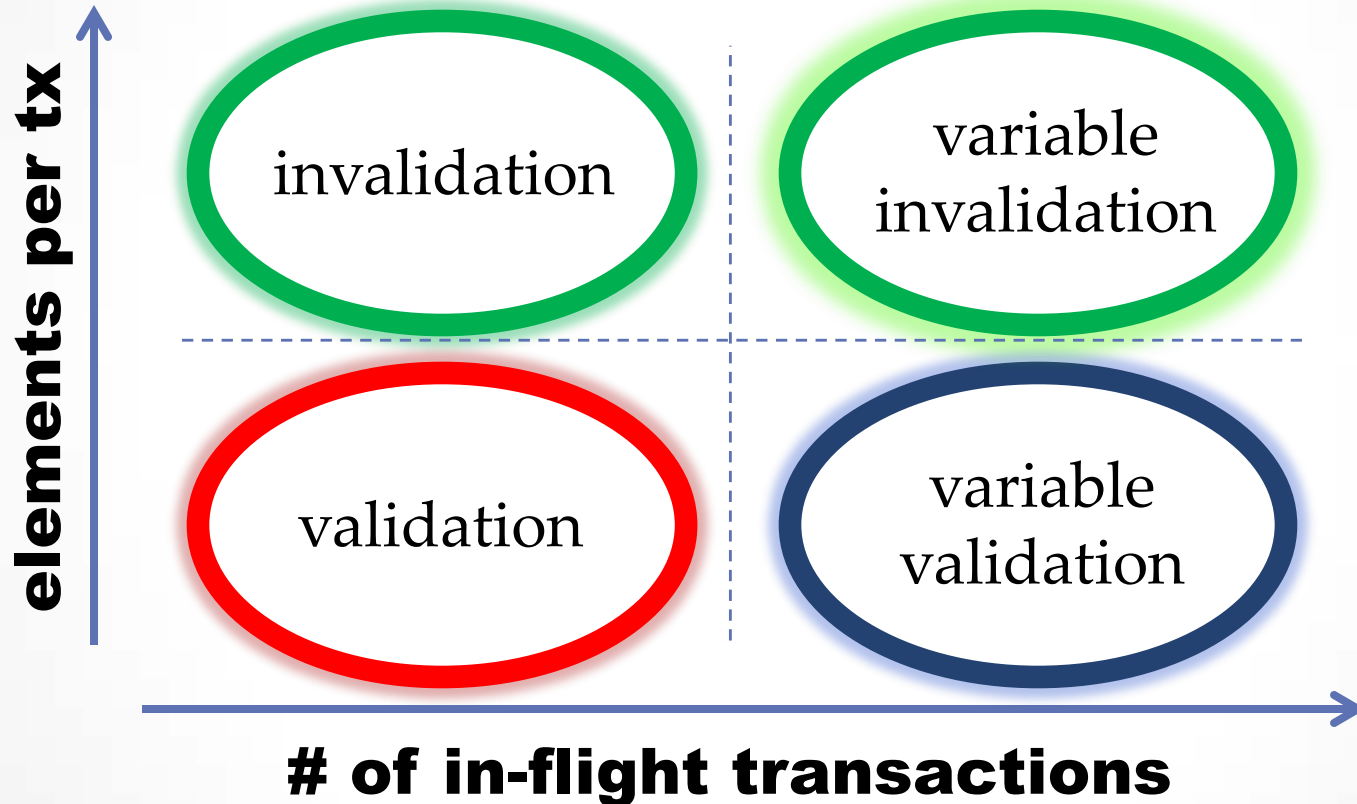 elements per tx
invalidation
variable
invalidation
validation
variable
validation
# of in-flight transactions